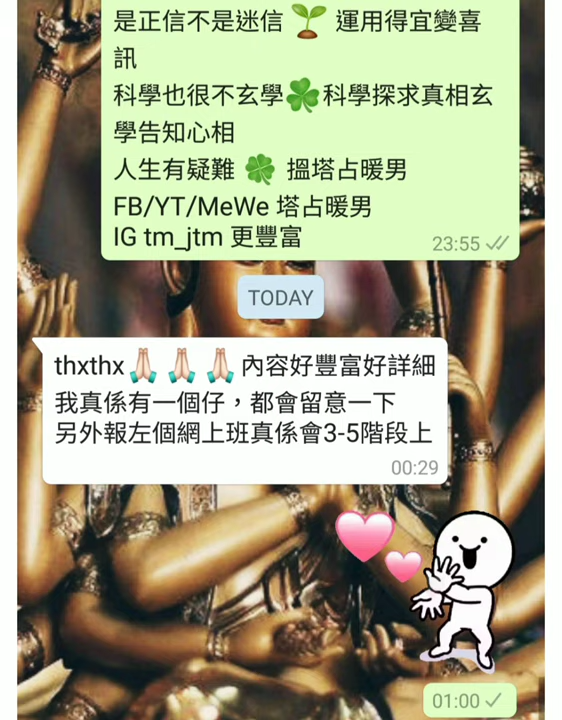 是正信不是迷信 🌱 運用得宜變喜
訊
科學也很不玄學🍀科學探求真相玄
學告知心相
人生有疑難 🍀 搵塔占暖男
FB/YT/MeWe 塔占暖男
IG tm_jtm 更豐富
23:55
TODAY
thxthx🙏🏻🙏🏻🙏🏻內容好豐富好詳細
我真係有一個仔，都會留意一下
另外報左個網上班真係會3-5階段上
00:29
01:00